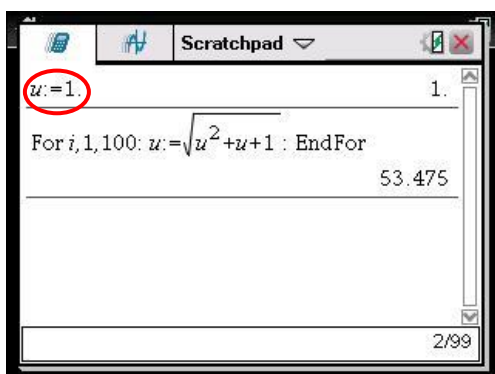 Scratchpad
u:=1.
1.
For i,1,100: u:=√u²+u+1 : EndFor
53.475
2/99